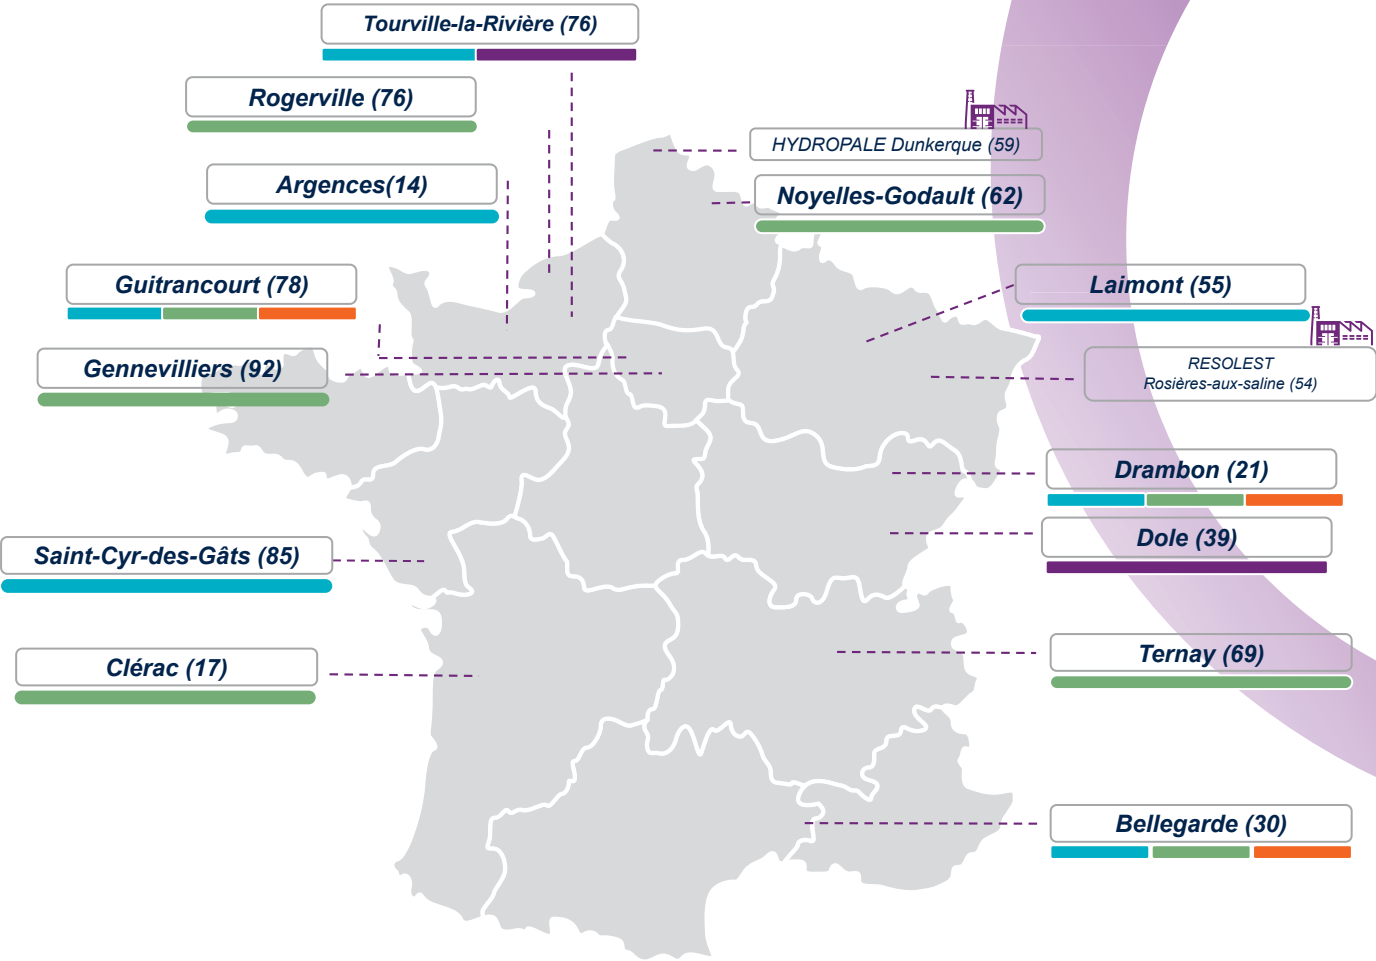 Tourville-la-Rivière (76)
Rogerville (76)
HYDROPALE Dunkerque (59)
Argences(14)
Noyelles-Godault (62)
Guitrancourt (78)
Laimont (55)
Gennevilliers (92)
RESOLEST
Rosières-aux-saline (54)
Drambon (21)
Dole (39)
Saint-Cyr-des-Gâts (85)
Ternay (69)
Clérac (17)
Bellegarde (30)